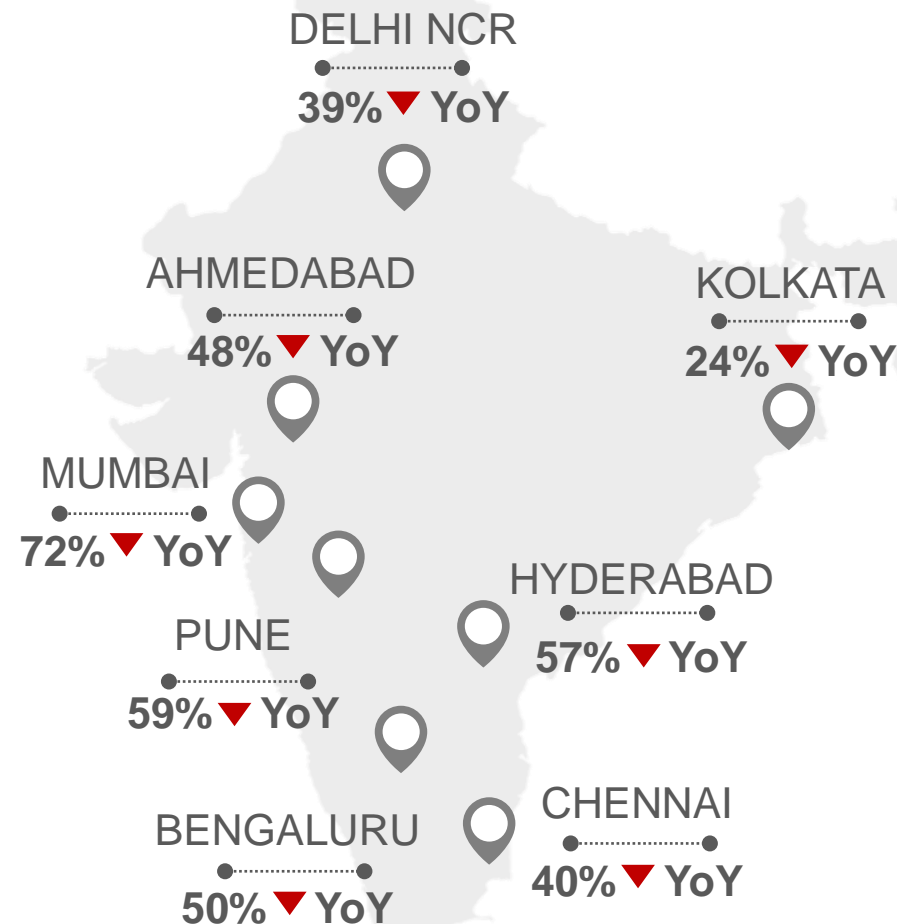 DELHI NCR
39% ▼ YoY
AHMEDABAD
48% ▼ YoY
KOLKATA
24% ▼ YoY
MUMBAI
72% ▼ YoY
HYDERABAD
57% ▼ YoY
PUNE
59% ▼ YoY
CHENNAI
40% ▼ YoY
BENGALURU
50% ▼ YoY